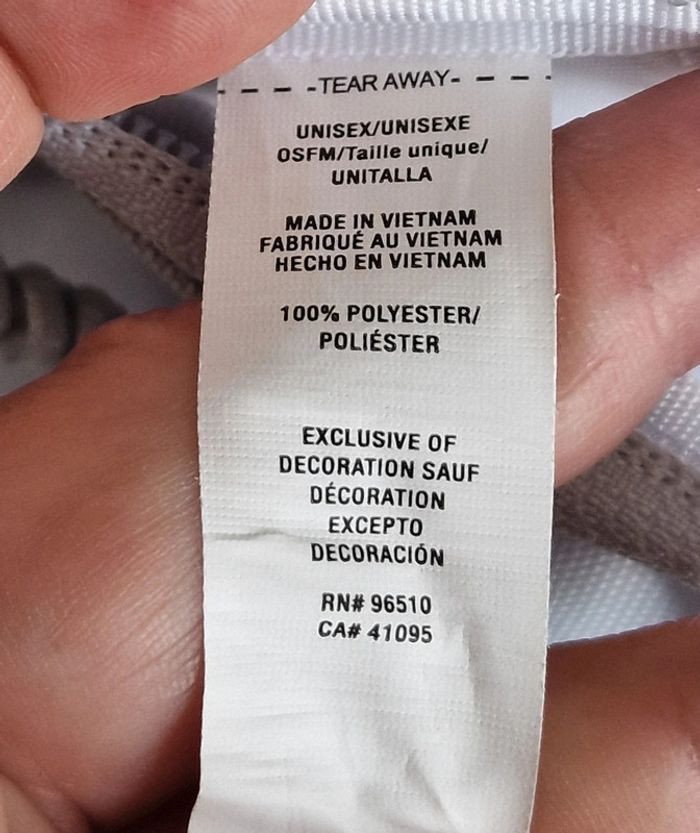 -TEAR AWAY-
UNISEX/UNISEXE
OSFM/Taille unique/
UNITALLA
MADE IN VIETNAM
FABRIQUÉ AU VIETNAM
HECHO EN VIETNAM
100% POLYESTER/
POLIÉSTER
EXCLUSIVE OF
DECORATION SAUF
DÉCORATION
EXCEPTO
DECORACIÓN
RN# 96510
CA# 41095